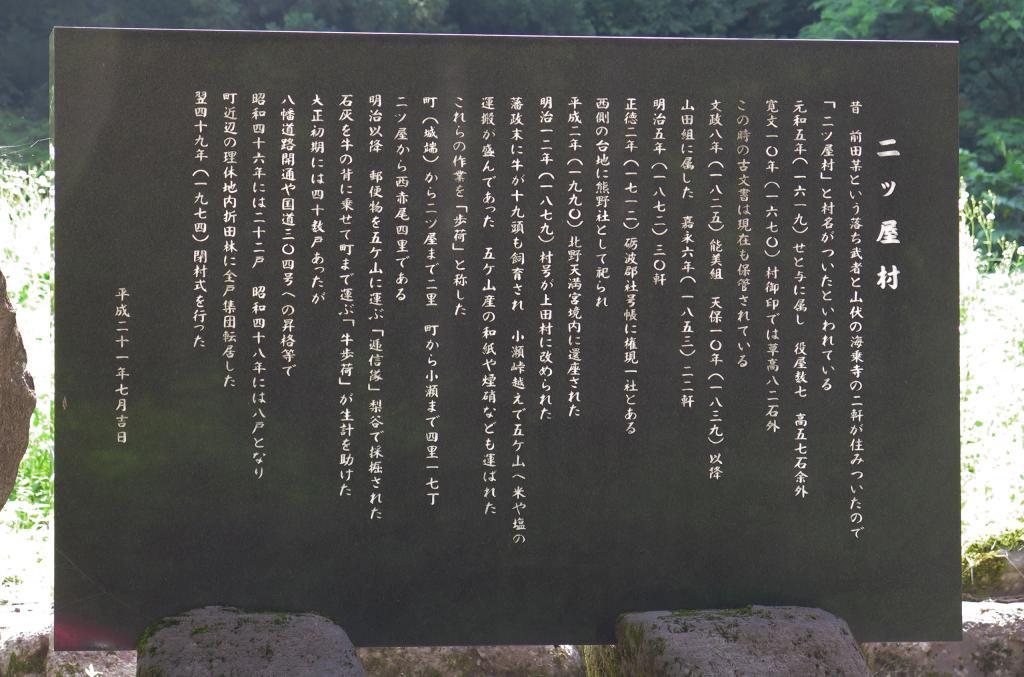 二ッ屋村
昔　前田某という落ち武者と山伏の海乗寺の二軒が住みついたので
「二ツ屋村」と村名がついたといわれている
元和五年（一六一九）せと与に属し　役屋数七　高五七石余外
寛文一〇年（一六七〇）村御印では草高八二石外
この時の古文書は現在も保管されている
文政八年（一八二五）能美組　天保一〇年（一八三九）以降
山田組に属した　嘉永六年（一八五三）二二軒
明治五年（一八七二）三〇軒
正徳二年（一七一二）砺波郡社号帳に権現一社とある
西側の台地に熊野社として祀られ
平成二年（一九九〇）北野天満宮境内に遷座された
明治一二年（一八七九）村号が上田村に改められた
藩政末に牛が十九頭も飼育され　小瀬峠越えで五ケ山へ米や塩の
運搬が盛んであった　五ケ山産の和紙や煙硝なども運ばれた
これらの作業を「歩荷」と称した
町（城端）から二ツ屋まで二里　町から小瀬まで四里一七丁
二ツ屋から西赤尾四里である
明治以降　郵便物を五ケ山に運ぶ「逓信隊」梨谷で採掘された
石灰を牛の背に乗せて町まで運ぶ「牛歩荷」が生計を助けた
大正初期には四十数戸あったが
八幡道路開通や国道三〇四号への昇格等で
昭和四十六年には二十二戸　昭和四十八年には八戸となり
町近辺の理休地内折田林に全戸集団転居した
翌四十九年（一九七四）閉村式を行った
平成二十一年七月吉日